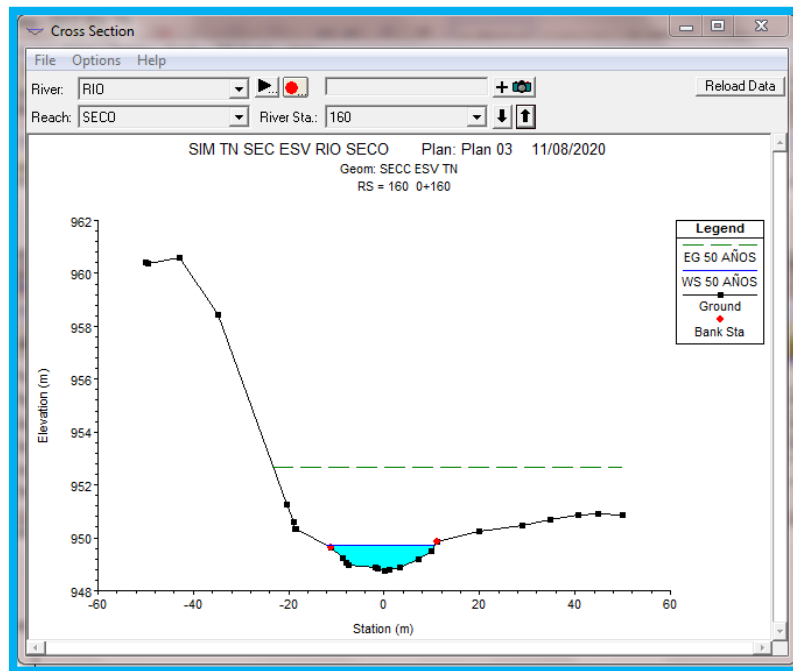 Cross Section
File Options Help
River: RIO Reload Data
Reach: SECO River Sta.: 160
SIM TN SEC ESV RIO SECO Plan: Plan 03 11/08/2020
Geom: SECC ESV TN
RS = 160 0+160
Legend
EG 50 AÑOS
WS 50 AÑOS
Ground
Bank Sta
Elevation (m)
962
960
958
956
954
952
950
948
-60 -40 -20 0 20 40 60
Station (m)